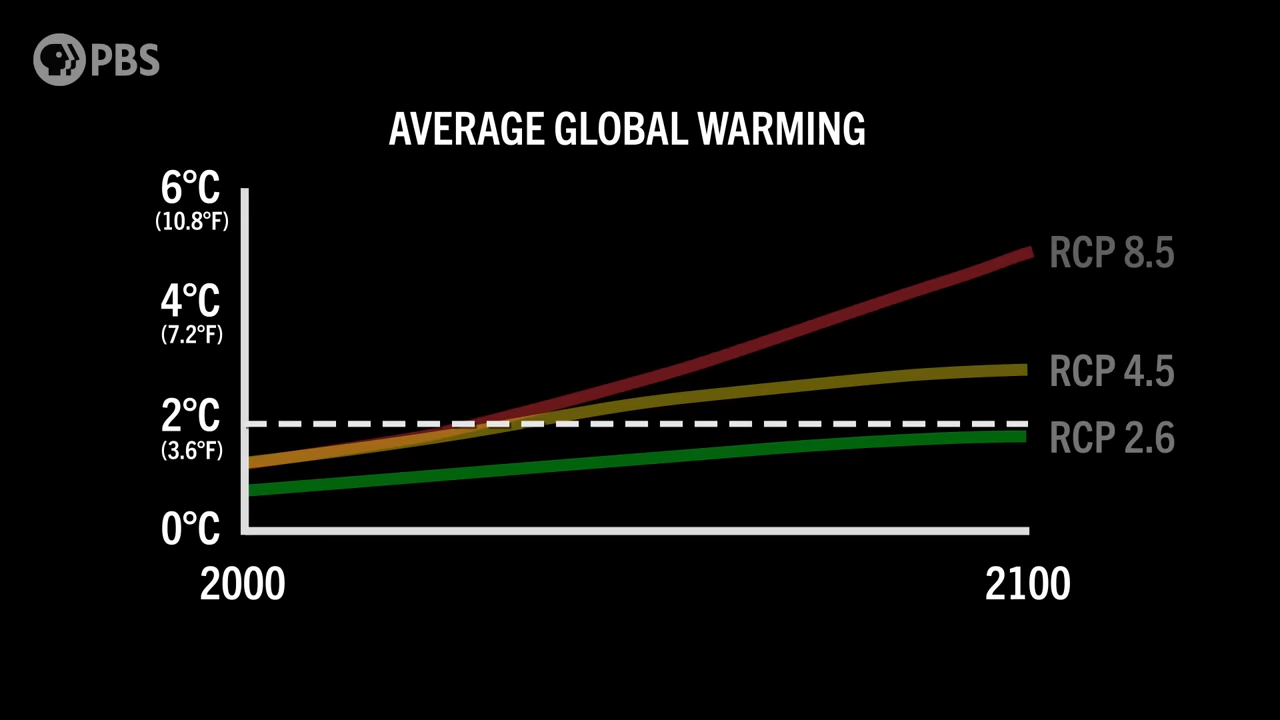 PBS
AVERAGE GLOBAL WARMING
6°C
(10.8°F)
RCP 8.5
4°C
(7.2°F)
RCP 4.5
2°C
(3.6°F)
RCP 2.6
0°C
2000
2100